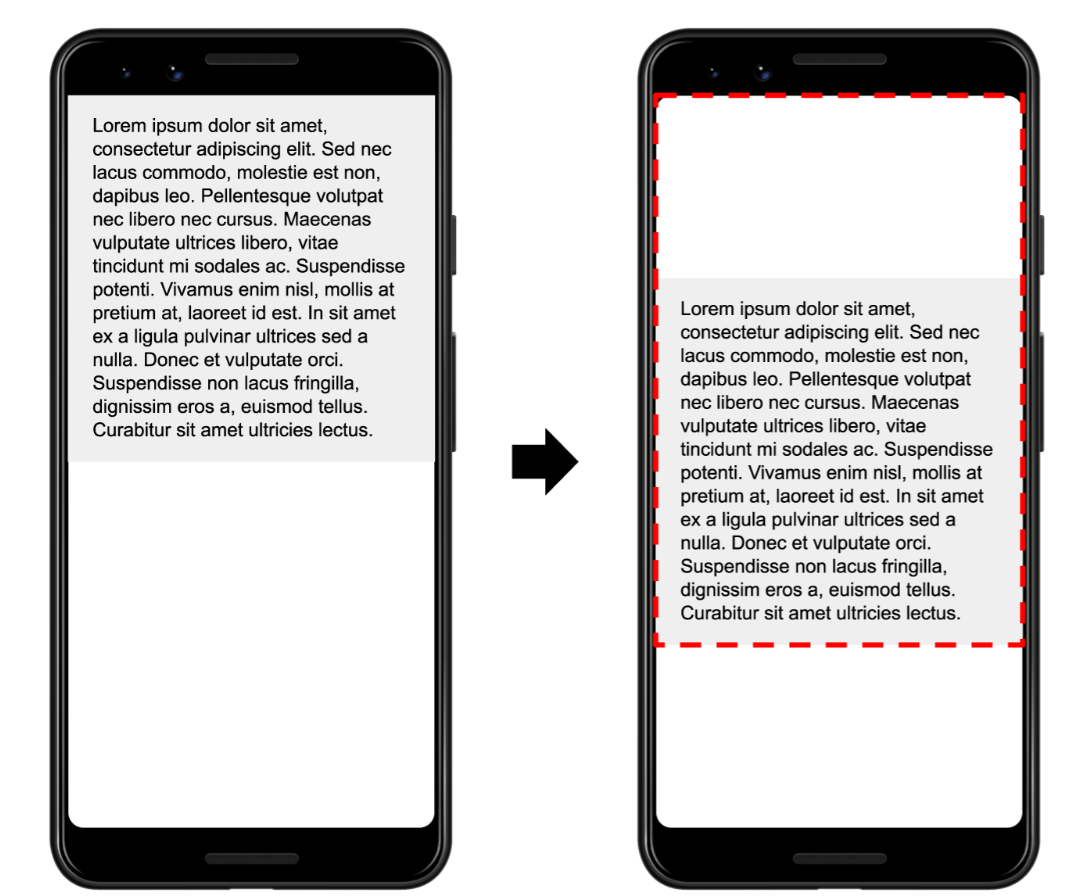 Lorem ipsum dolor sit amet,
consectetur adipiscing elit. Sed nec
lacus commodo, molestie est non,
dapibus leo. Pellentesque volutpat
nec libero nec cursus. Maecenas
vulputate ultrices libero, vitae
tincidunt mi sodales ac. Suspendisse
potenti. Vivamus enim nisl, mollis at
pretium at, laoreet id est. In sit amet
ex a ligula pulvinar ultrices sed a
nulla. Donec et vulputate orci.
Suspendisse non lacus fringilla,
dignissim eros a, euismod tellus.
Curabitur sit amet ultricies lectus.
Lorem ipsum dolor sit amet,
consectetur adipiscing elit. Sed nec
lacus commodo, molestie est non,
dapibus leo. Pellentesque volutpat
nec libero nec cursus. Maecenas
vulputate ultrices libero, vitae
tincidunt mi sodales ac. Suspendisse
potenti. Vivamus enim nisl, mollis at
pretium at, laoreet id est. In sit amet
ex a ligula pulvinar ultrices sed a
nulla. Donec et vulputate orci.
Suspendisse non lacus fringilla,
dignissim eros a, euismod tellus.
Curabitur sit amet ultricies lectus.